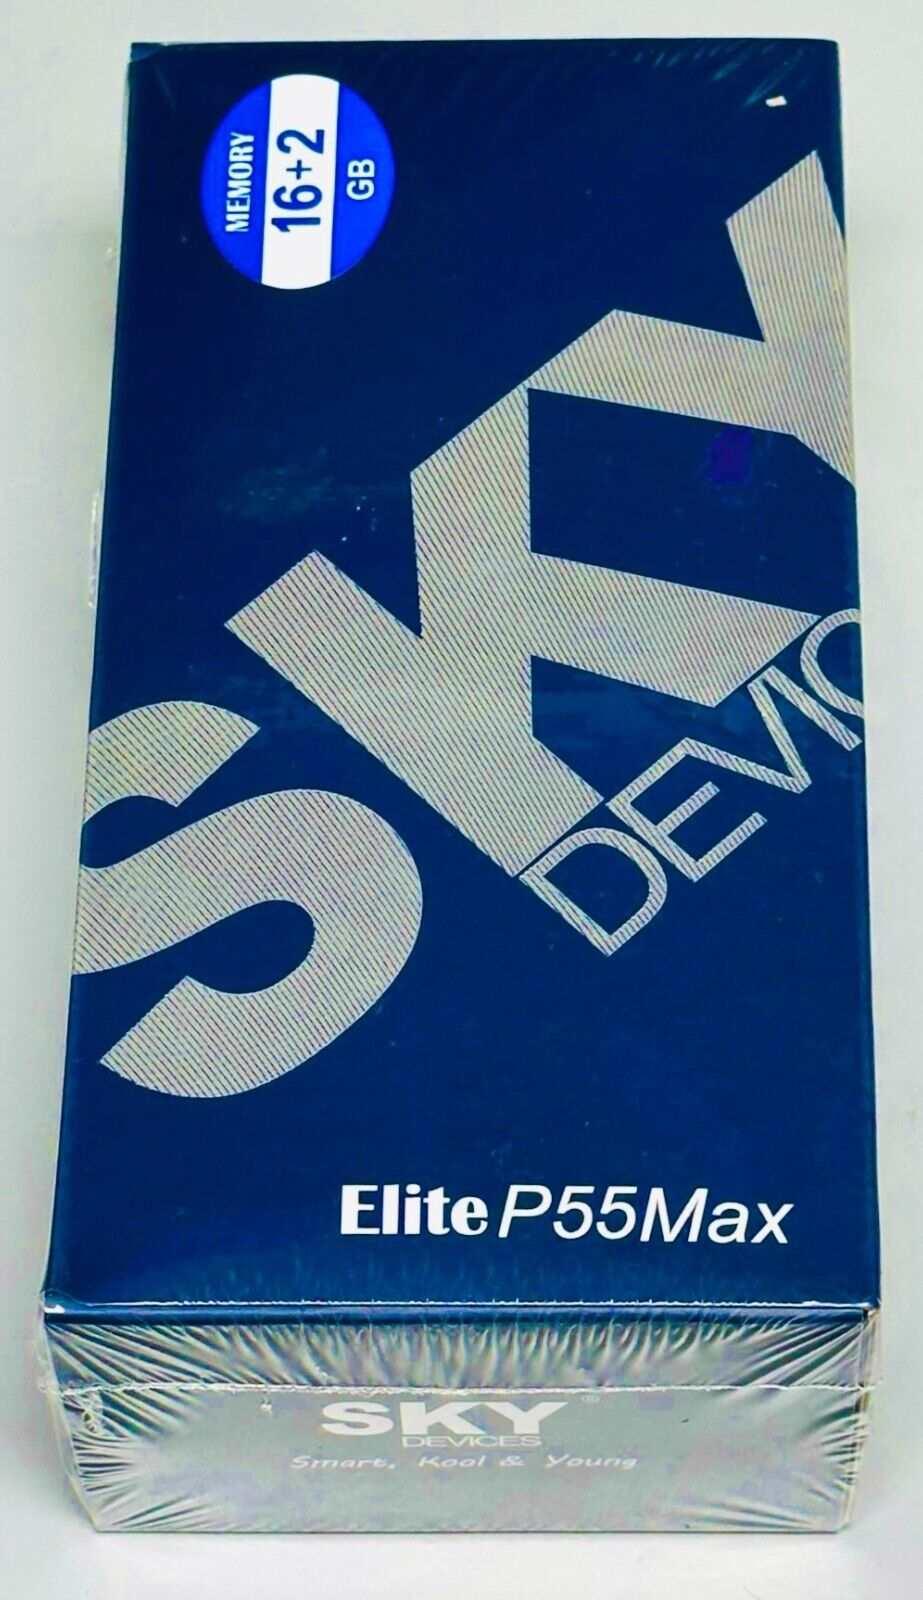 MEMORY
16+2
GB
SKY
DEVIC
Elite P55Max
SKY®
DEVICES
Smart, Kool & Young